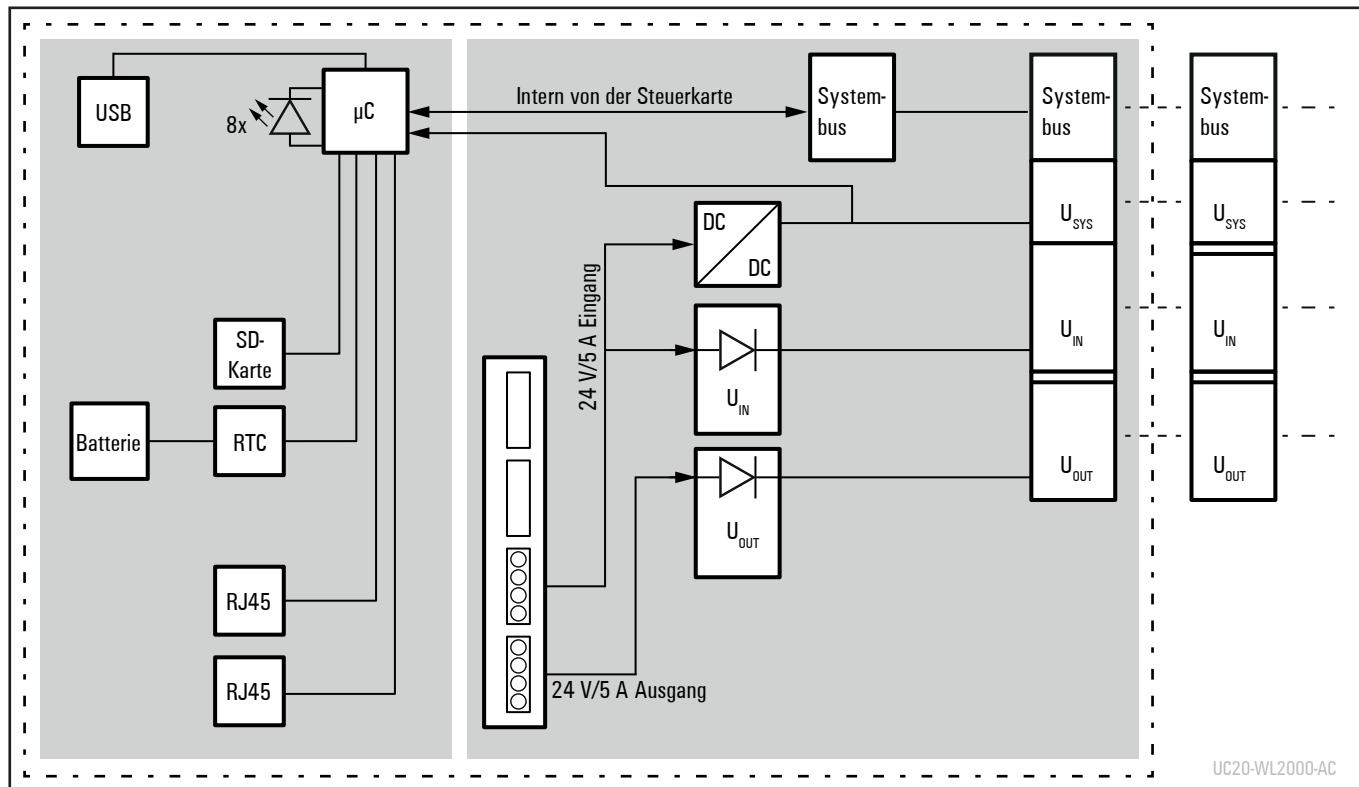 USB
8x
µC
Intern von der Steuerkarte
System-
bus
System-
bus
System-
bus
DC
DC
U_SYS
U_SYS
24 V/5 A Eingang
U_IN
U_IN
U_IN
SD-
Karte
Batterie
RTC
U_OUT
U_OUT
U_OUT
RJ45
RJ45
24 V/5 A Ausgang
UC20-WL2000-AC